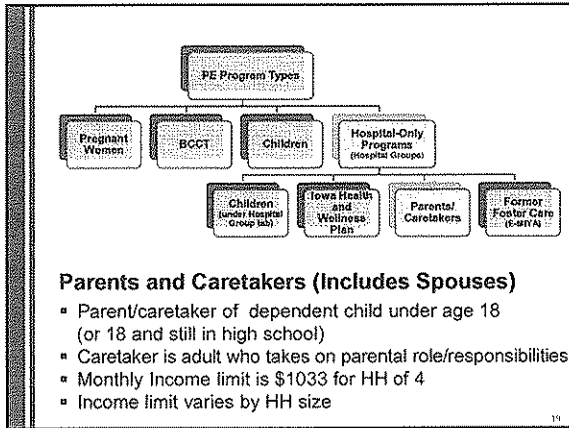 PE Program Types
Pregnant
Women
BCCT
Children
Hospital-Only
Programs
(Hospital Groups)
Children
(under Hospital
Group tab)
Iowa Health
and
Wellness
Plan
Parents/
Caretakers
Former
Foster Care
(E-MIYA)
Parents and Caretakers (Includes Spouses)
Parent/caretaker of dependent child under age 18
(or 18 and still in high school)
Caretaker is adult who takes on parental role/responsibilities
Monthly Income limit is $1033 for HH of 4
Income limit varies by HH size
19